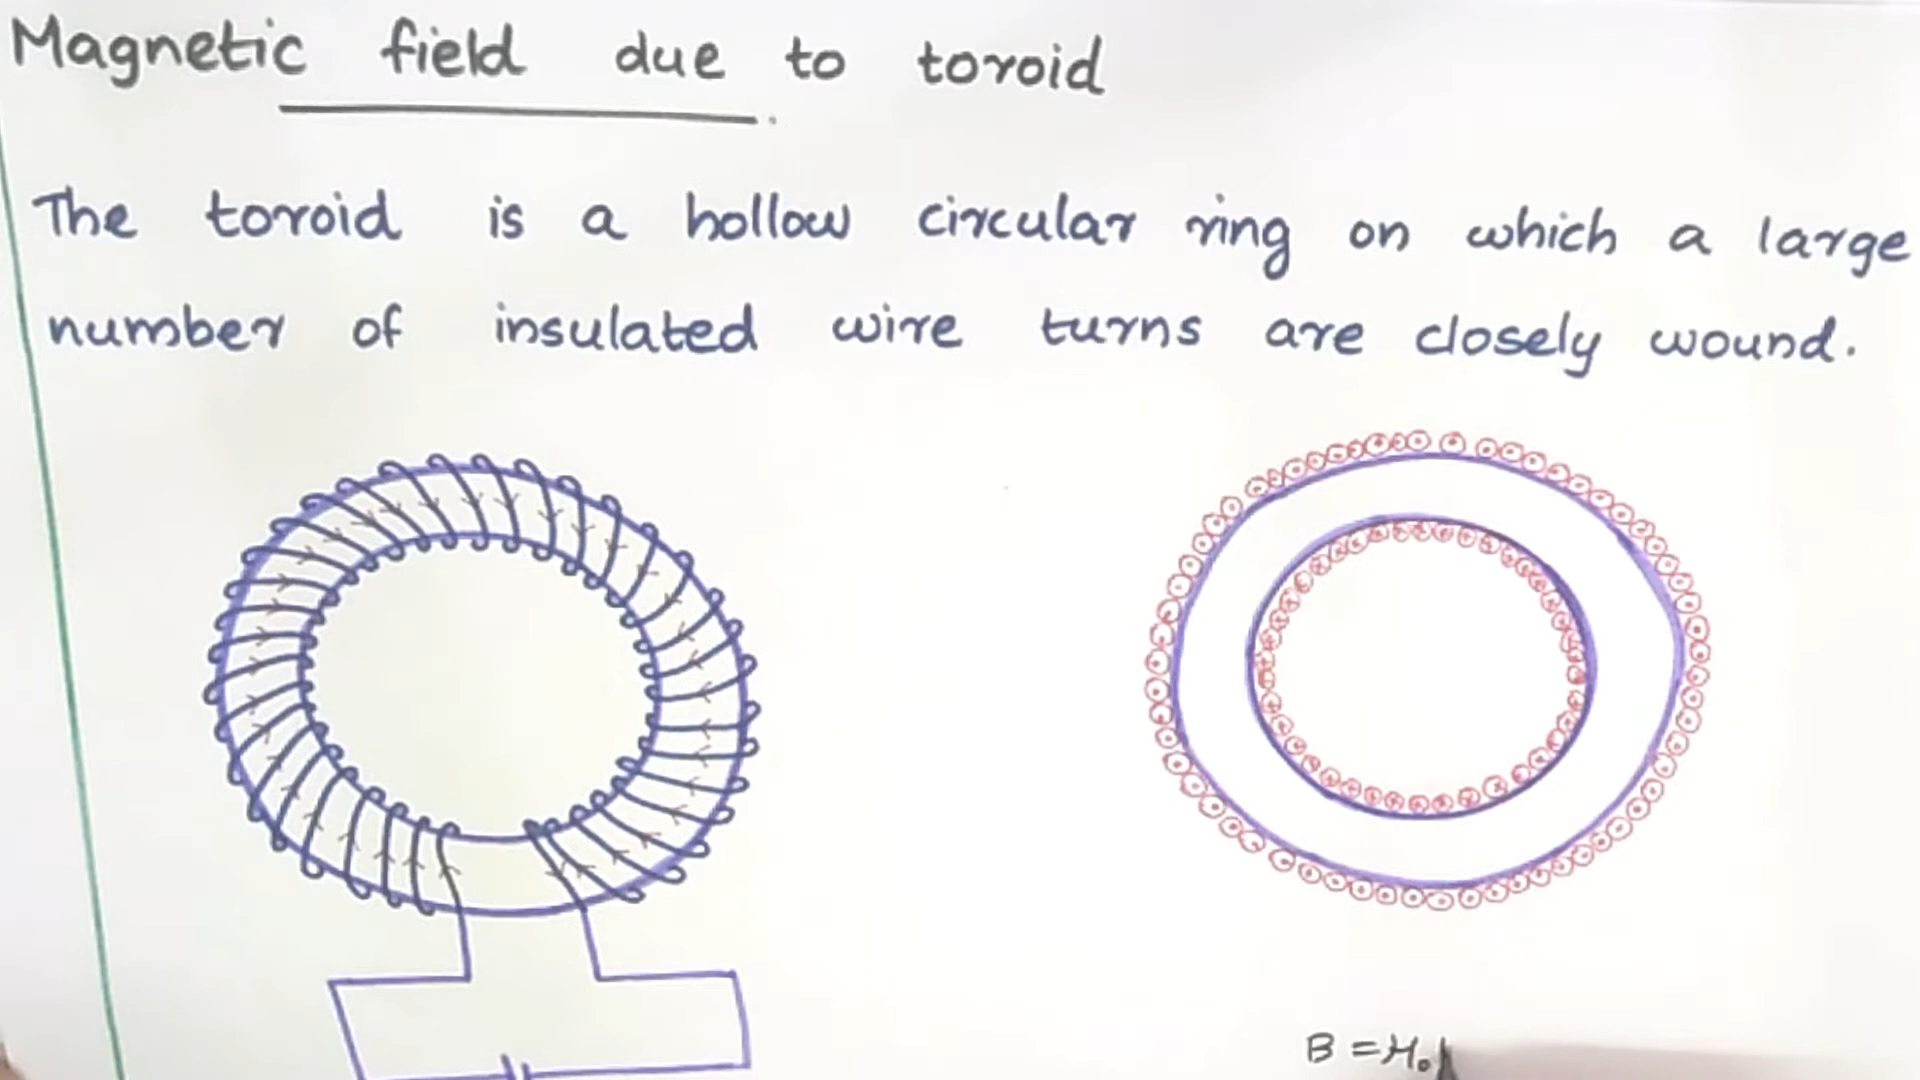 Magnetic field due to toroid
The toroid is a hollow circular ring on which a large
number of insulated wire turns are closely wound.
B = μ₀